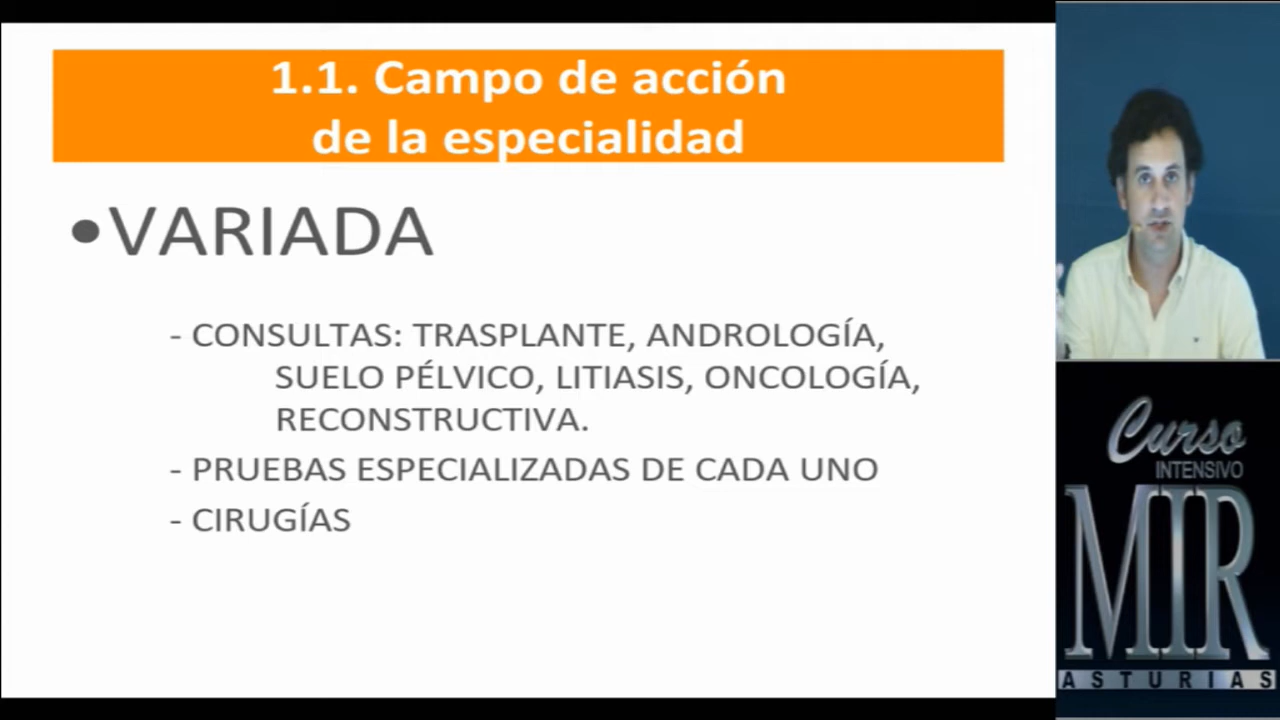 1.1. Campo de acción
de la especialidad
•VARIADA
- CONSULTAS: TRASPLANTE, ANDROLOGÍA,
SUELO PÉLVICO, LITIASIS, ONCOLOGÍA,
RECONSTRUCTIVA.
- PRUEBAS ESPECIALIZADAS DE CADA UNO
- CIRUGÍAS
Curso
INTENSIVO
MIR
ASTURIAS